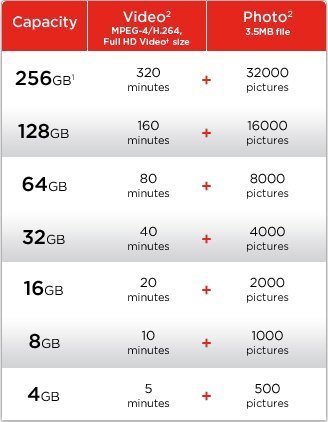 Capacity
Video2
MPEG-4/H.264,
Full HD Video† size
Photo2
3.5MB file
256GB1
320
minutes
+
32000
pictures
128GB
160
minutes
+
16000
pictures
64GB
80
minutes
+
8000
pictures
32GB
40
minutes
+
4000
pictures
16GB
20
minutes
+
2000
pictures
8GB
10
minutes
+
1000
pictures
4GB
5
minutes
+
500
pictures